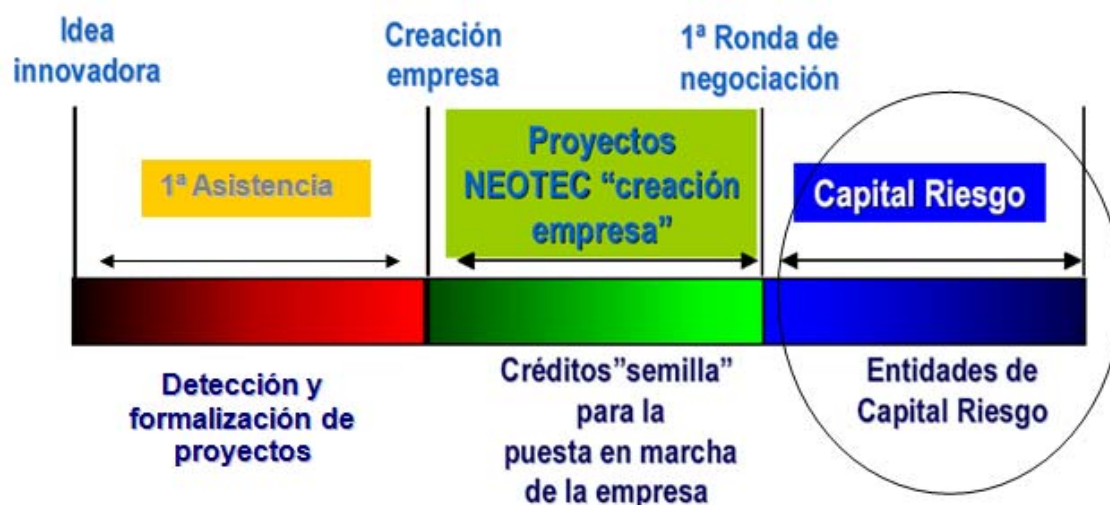 Idea
innovadora
Creación
empresa
1ª Ronda de
negociación
1ª Asistencia
Proyectos
NEOTEC “creación
empresa”
Capital Riesgo
Detección y
formalización de
proyectos
Créditos”semilla”
para la
puesta en marcha
de la empresa
Entidades de
Capital Riesgo